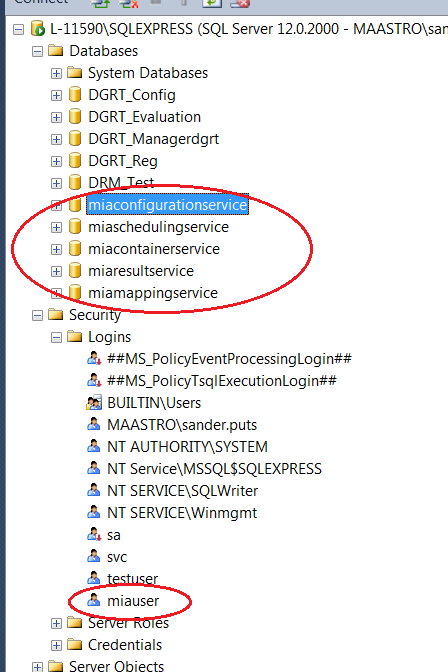 Connect
L-11590\SQLEXPRESS (SQL Server 12.0.2000 - MAASTRO\san
Databases
System Databases
DGRT_Config
DGRT_Evaluation
DGRT_Managerdgrt
DGRT_Reg
DRM_Test
miaconfigurationservice
miaschedulingservice
miacontainerservice
miaresultservice
miamappingservice
Security
Logins
##MS_PolicyEventProcessingLogin##
##MS_PolicyTsqlExecutionLogin##
BUILTIN\Users
MAASTRO\sander.puts
NT AUTHORITY\SYSTEM
NT Service\MSSQL$SQLEXPRESS
NT SERVICE\SQLWriter
NT SERVICE\Winmgmt
sa
svc
testuser
miauser
Server Roles
Credentials
Server Objects